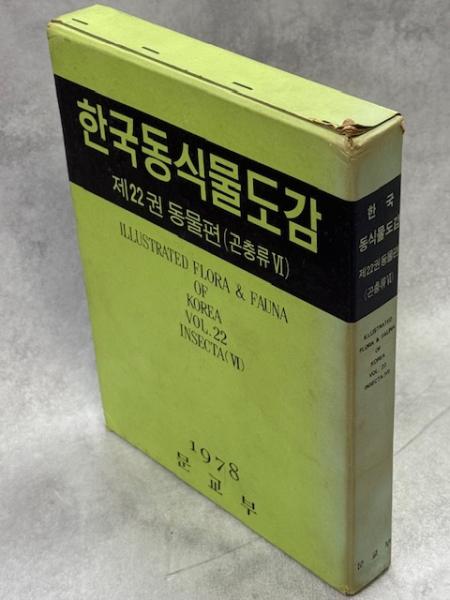 한국동식물도감
제22권 동물편(곤충류Ⅵ)
ILLUSTRATED FLORA & FAUNA
OF
KOREA
VOL.22
INSECTA(Ⅵ)
1978
문교부
한국
동식물도감
제22권동물편
(곤충류Ⅵ)
ILLUSTRATED
FLORA & FAUNA
OF
KOREA
VOL. 22
INSECTA(Ⅵ)
문교부